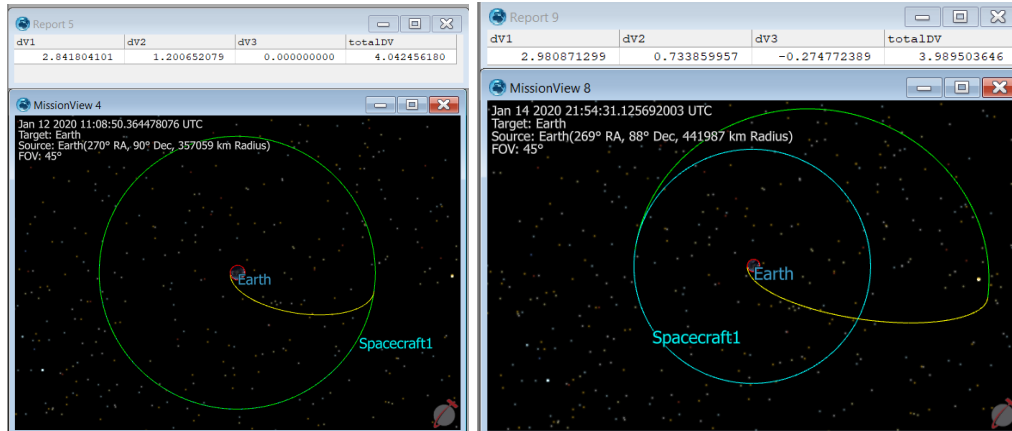 Report 5
dV1 dV2 dV3 totalDV
2.841804101 1.200652079 0.000000000 4.042456180
MissionView 4
Jan 12 2020 11:08:50.364478076 UTC
Target: Earth
Source: Earth(270° RA, 90° Dec, 357059 km Radius)
FOV: 45°
Earth
Spacecraft1
Report 9
dV1 dV2 dV3 totalDV
2.980871299 0.733859957 -0.274772389 3.989503646
MissionView 8
Jan 14 2020 21:54:31.125692003 UTC
Target: Earth
Source: Earth(269° RA, 88° Dec, 441987 km Radius)
FOV: 45°
Earth
Spacecraft1